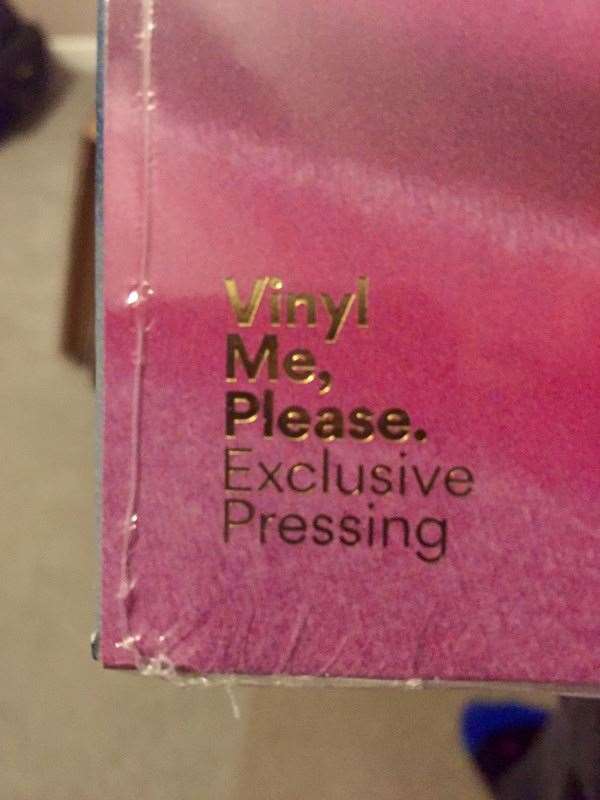 Vinyl
Me,
Please.
Exclusive
Pressing